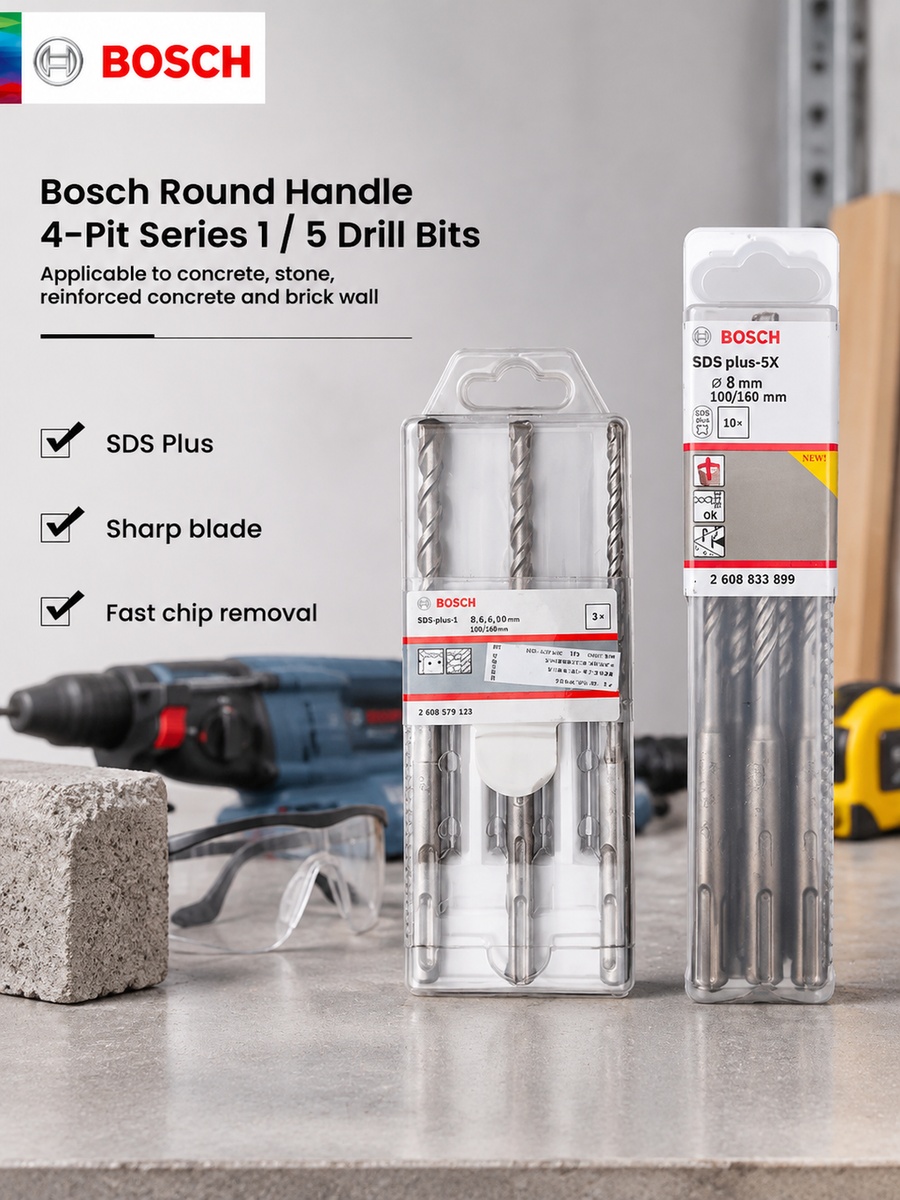 BOSCH
Bosch Round Handle
4-Pit Series 1 / 5 Drill Bits
Applicable to concrete, stone,
reinforced concrete and brick wall
SDS Plus
Sharp blade
Fast chip removal
BOSCH
SDS-plus-1 8,6,6,00 mm
100/160mm
3×
2 608 579 123
BOSCH
SDS plus-5X
Ø 8 mm
100/160 mm
SDS
plus
10×
NEW!
ok
2 608 833 899